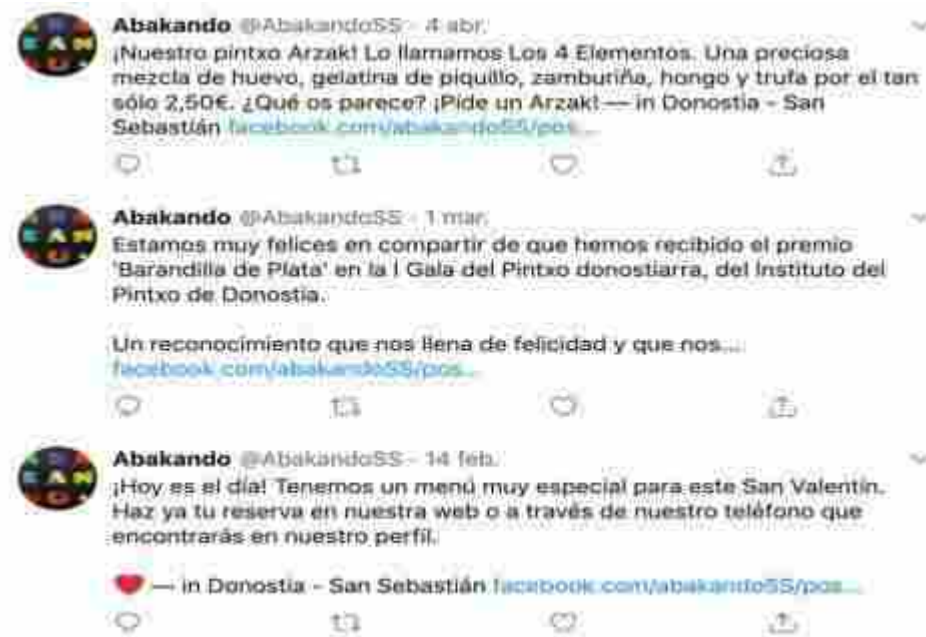 Abakando @AbakandoSS - 4 abr.
¡Nuestro pintxo Arzak! Lo llamamos Los 4 Elementos. Una preciosa
mezcla de huevo, gelatina de piquillo, zamburiña, hongo y trufa por el tan
sólo 2,50€. ¿Qué os parece? ¡Pide un Arzak! — in Donostia - San
Sebastián facebook.com/abakandoSS/pos...
Abakando @AbakandoSS - 1 mar.
Estamos muy felices en compartir de que hemos recibido el premio
'Barandilla de Plata' en la I Gala del Pintxo donostiarra, del Instituto del
Pintxo de Donostia.
Un reconocimiento que nos llena de felicidad y que nos...
facebook.com/abakandoSS/pos...
Abakando @AbakandoSS - 14 feb.
¡Hoy es el día! Tenemos un menú muy especial para este San Valentín.
Haz ya tu reserva en nuestra web o a través de nuestro teléfono que
encontrarás en nuestro perfil.
❤ — in Donostia - San Sebastián facebook.com/abakandoSS/pos...